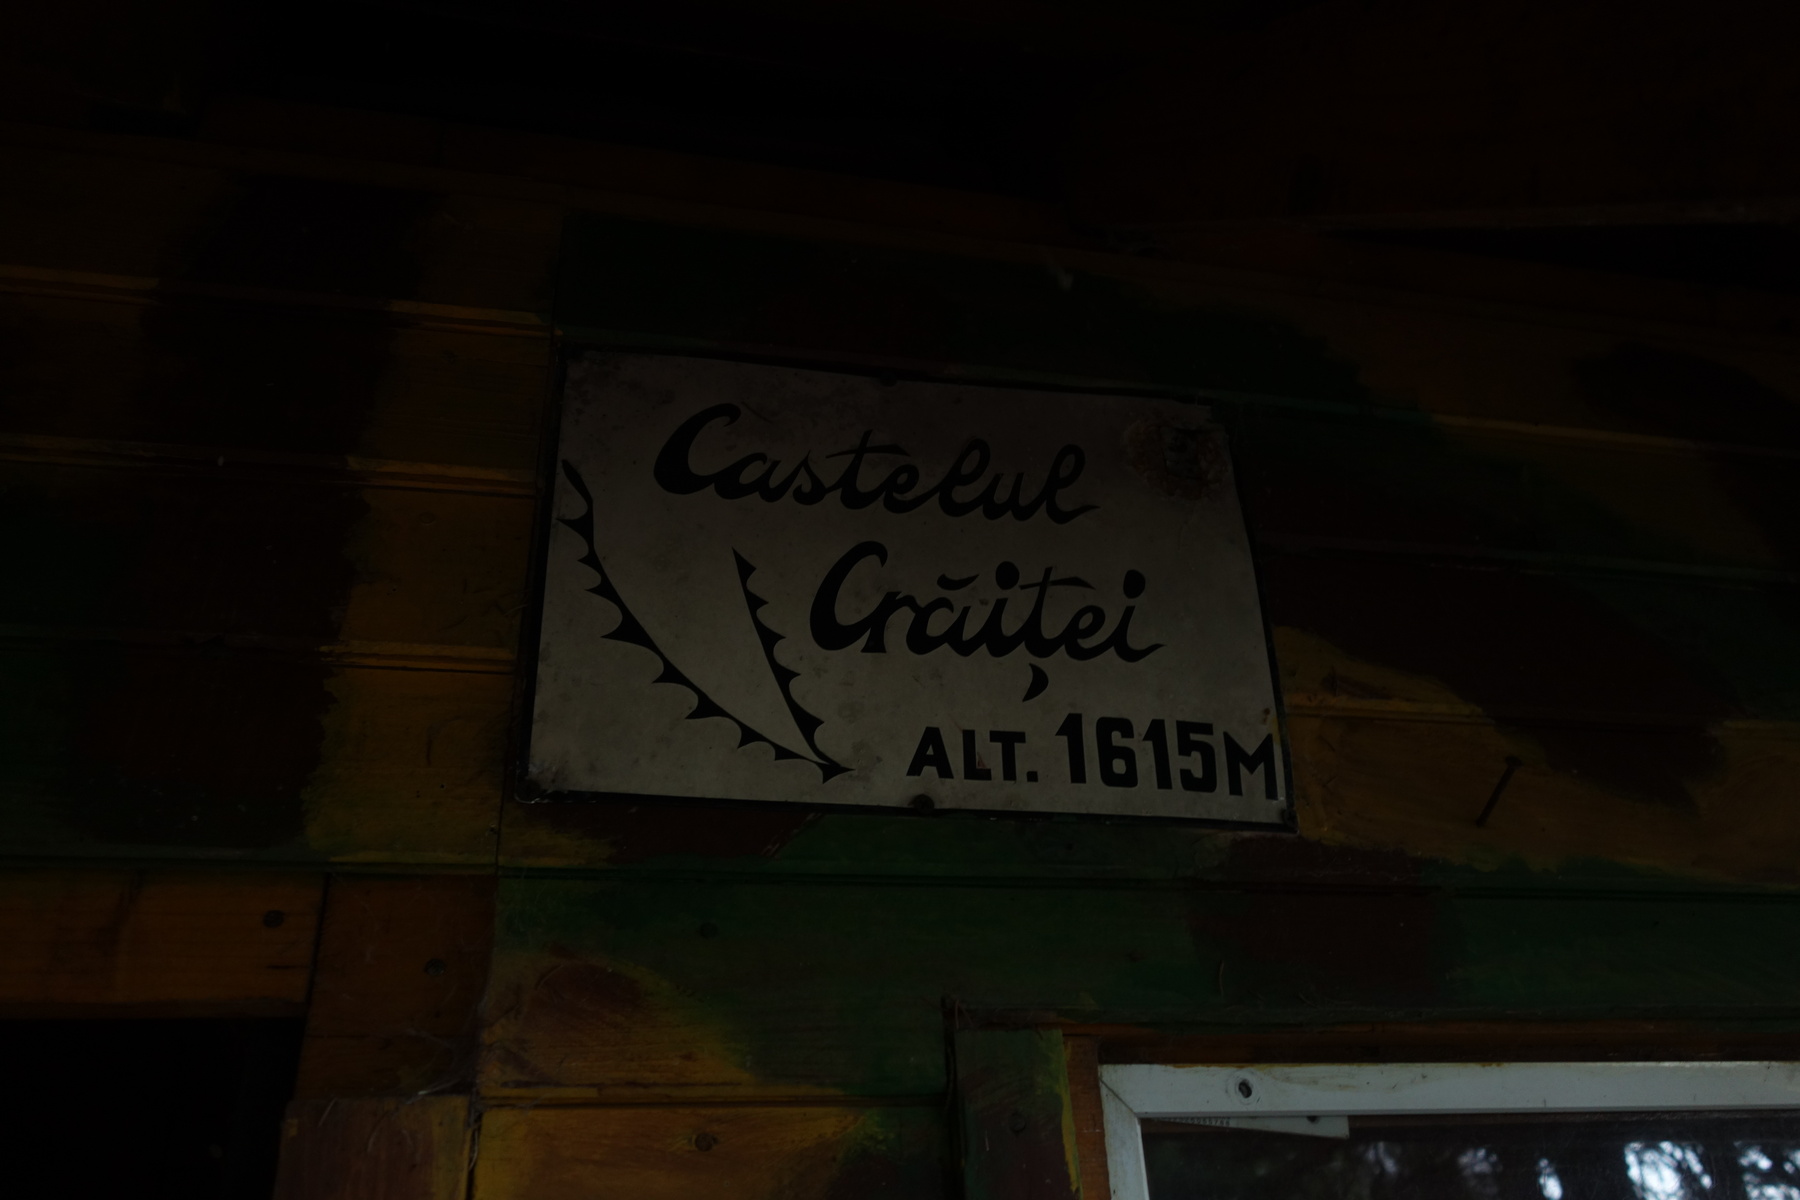 Castelul
Crăiței
ALT. 1615M